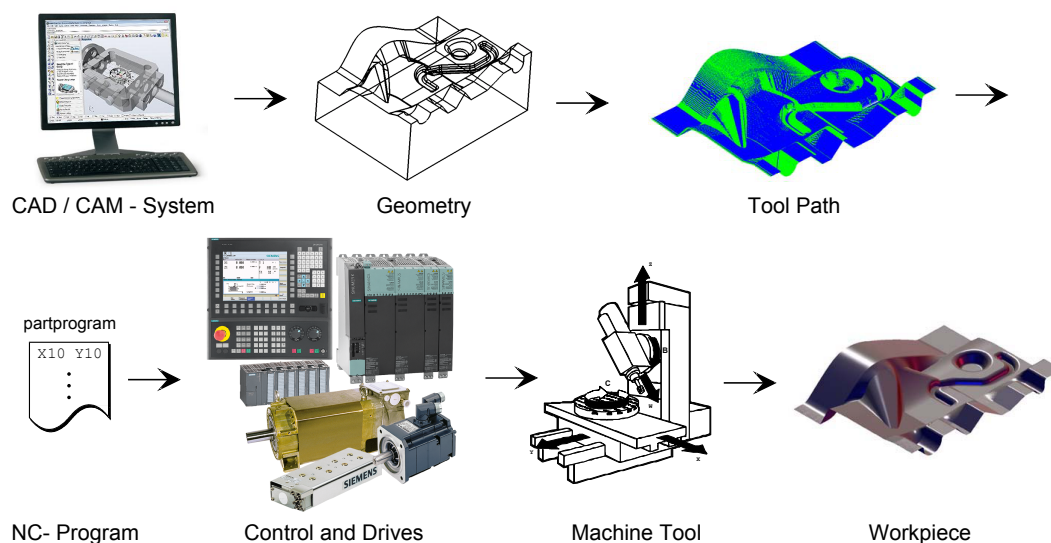 CAD / CAM - System
Geometry
Tool Path
partprogram
X10 Y10
SIEMENS
Z
B
C
W
Y
X
NC- Program
Control and Drives
Machine Tool
Workpiece